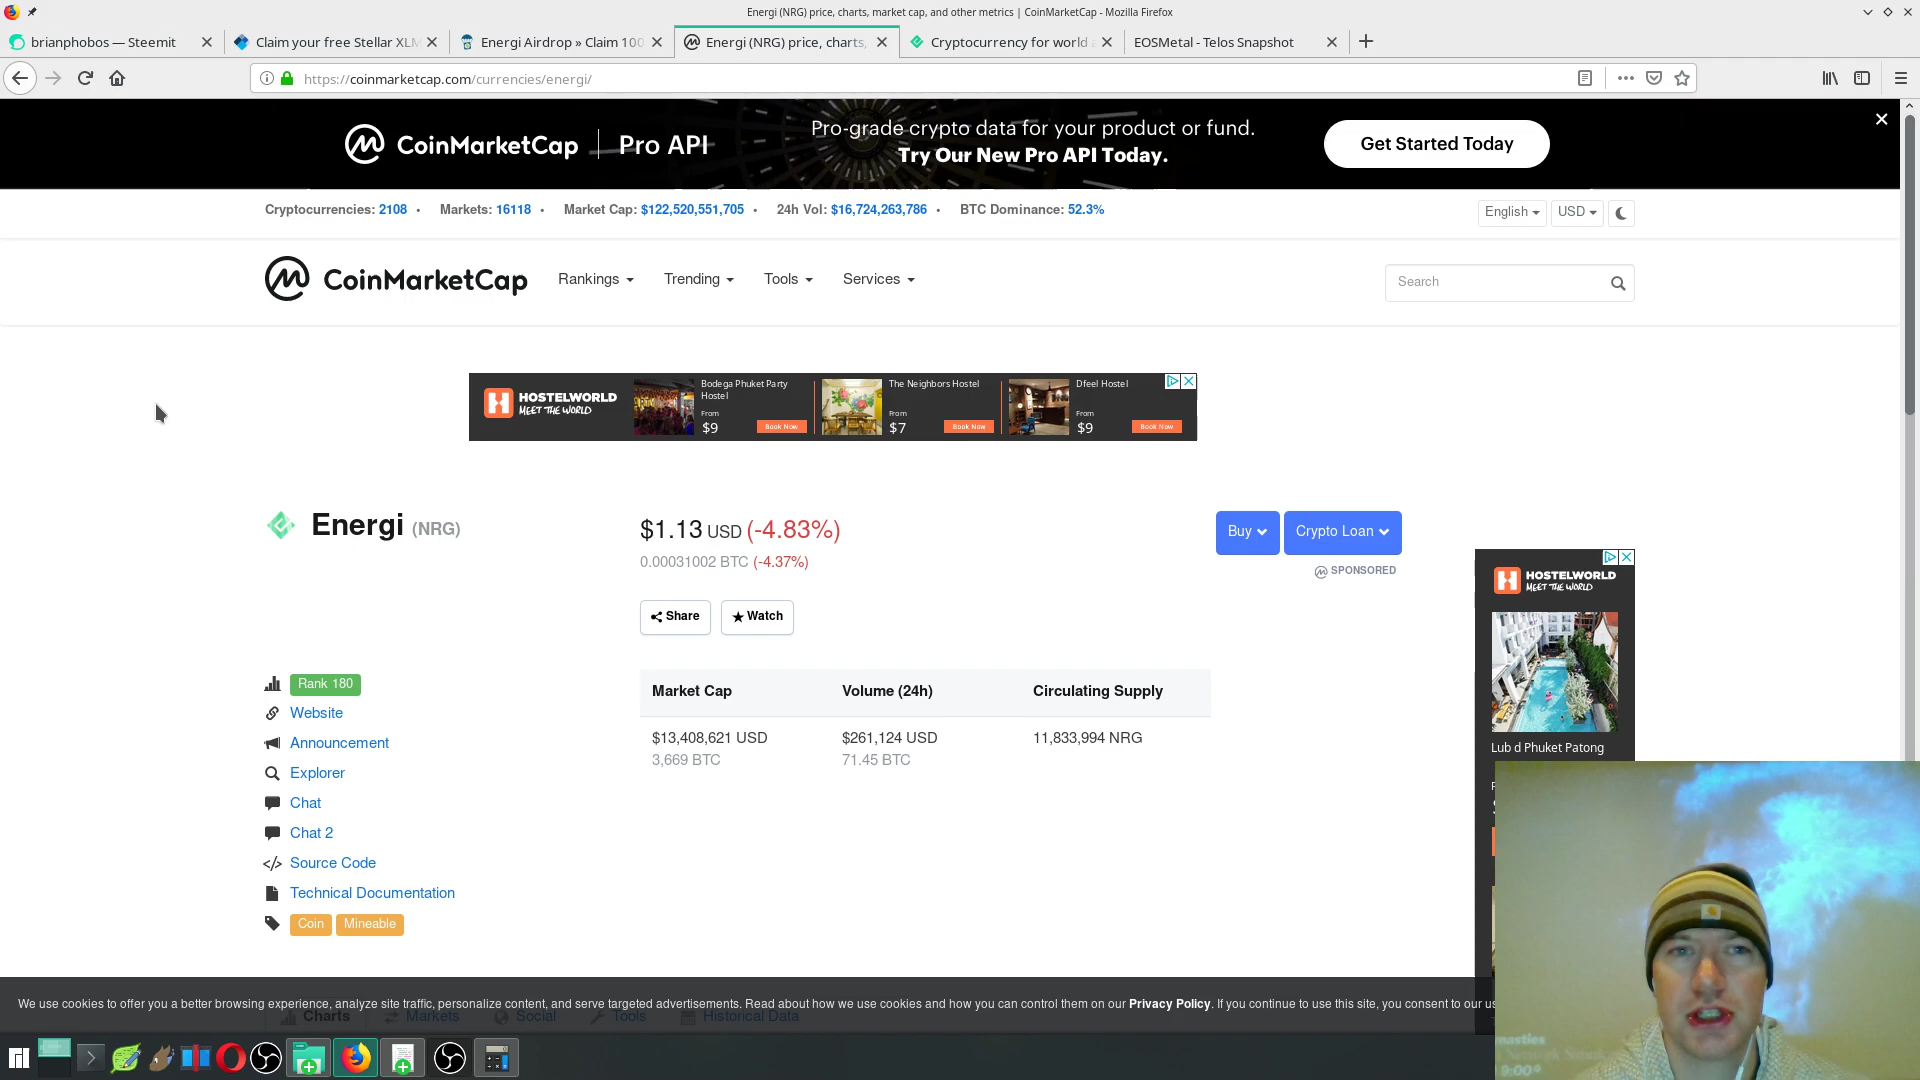 Energi (NRG) price, charts, market cap, and other metrics | CoinMarketCap - Mozilla Firefox
brianphobos — Steemit
Claim your free Stellar XLM
Energi Airdrop » Claim 100
Energi (NRG) price, charts,
Cryptocurrency for world
EOSMetal - Telos Snapshot
https://coinmarketcap.com/currencies/energi/
CoinMarketCap | Pro API
Pro-grade crypto data for your product or fund.
Try Our New Pro API Today.
Get Started Today
Cryptocurrencies: 2108 • Markets: 16118 • Market Cap: $122,520,551,705 • 24h Vol: $16,724,263,786 • BTC Dominance: 52.3%
English
USD
CoinMarketCap
Rankings
Trending
Tools
Services
Search
HOSTELWORLD
MEET THE WORLD
Bodega Phuket Party
Hostel
From
$9
Book Now
The Neighbors Hostel
From
$7
Book Now
Dfeel Hostel
From
$9
Book Now
Energi (NRG)
$1.13 USD (-4.83%)
0.00031002 BTC (-4.37%)
Buy
Crypto Loan
SPONSORED
Share
Watch
HOSTELWORLD
MEET THE WORLD
Lub d Phuket Patong
Rank 180
Website
Announcement
Explorer
Chat
Chat 2
Source Code
Technical Documentation
Coin
Mineable
Market Cap
Volume (24h)
Circulating Supply
$13,408,621 USD
$261,124 USD
11,833,994 NRG
3,669 BTC
71.45 BTC
We use cookies to offer you a better browsing experience, analyze site traffic, personalize content, and serve targeted advertisements. Read about how we use cookies and how you can control them on our Privacy Policy. If you continue to use this site, you consent to our us
Charts
Markets
Social
Tools
Historical Data
9:00